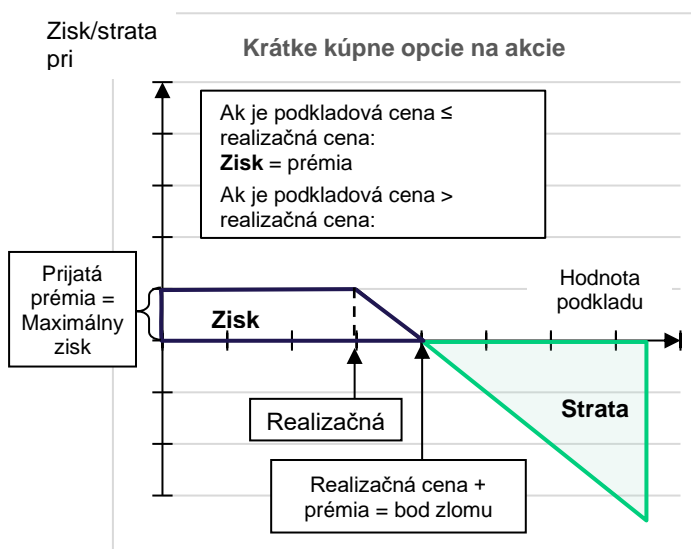 Zisk/strata
pri
Krátke kúpne opcie na akcie
Ak je podkladová cena ≤
realizačná cena:
Zisk = prémia
Ak je podkladová cena >
realizačná cena:
Prijatá
prémia =
Maximálny
zisk
Zisk
Hodnota
podkladu
Realizačná
Strata
Realizačná cena +
prémia = bod zlomu